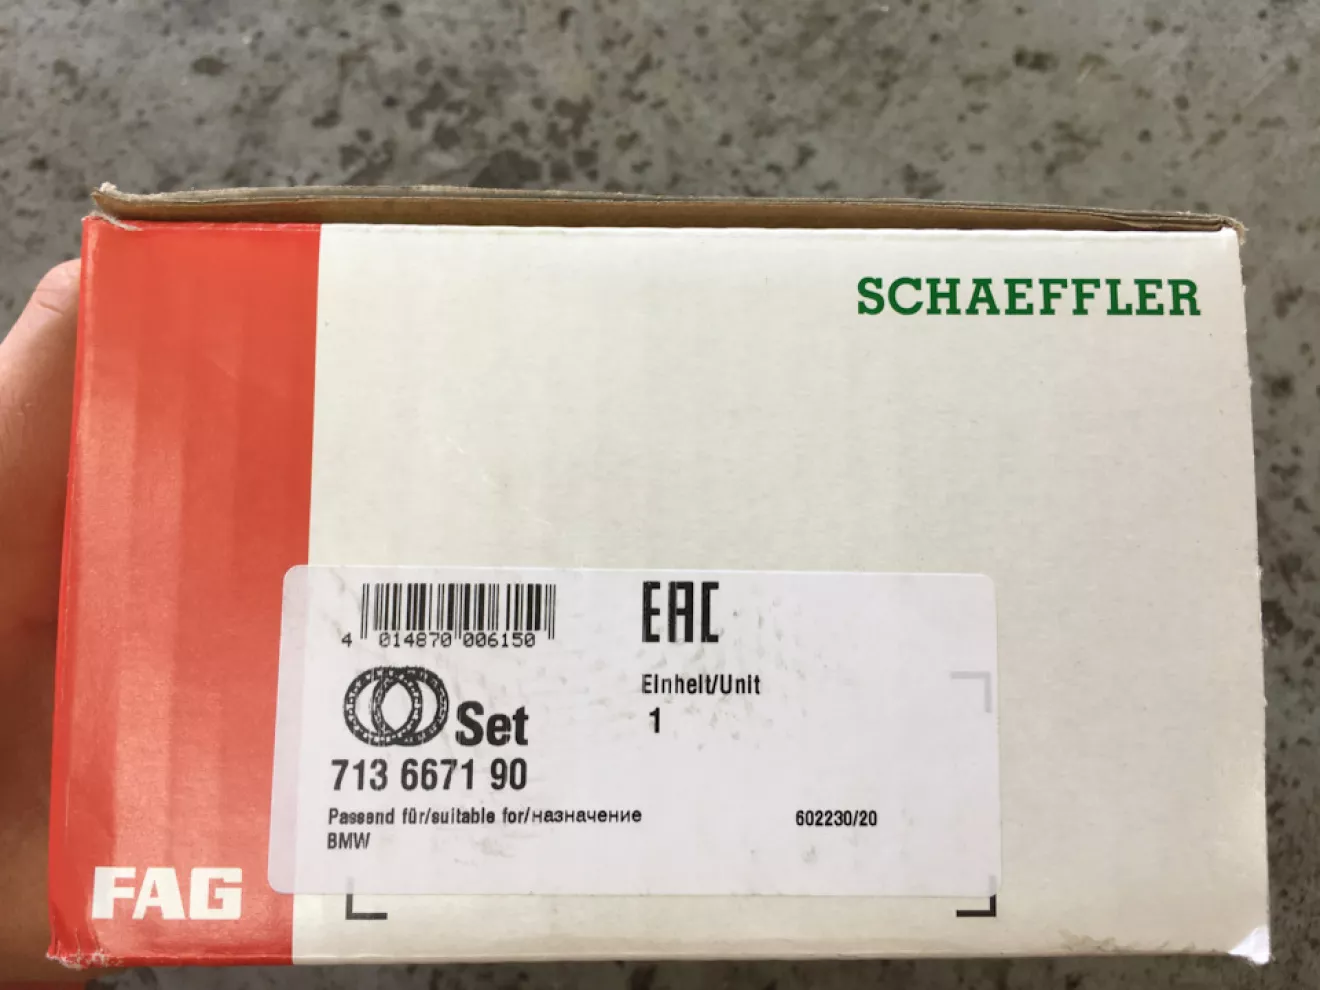 SCHAEFFLER
4 014870 006150
EAC
Einheit/Unit
1
Set
713 6671 90
Passend für/suitable for/назначение
602230/20
BMW
FAG